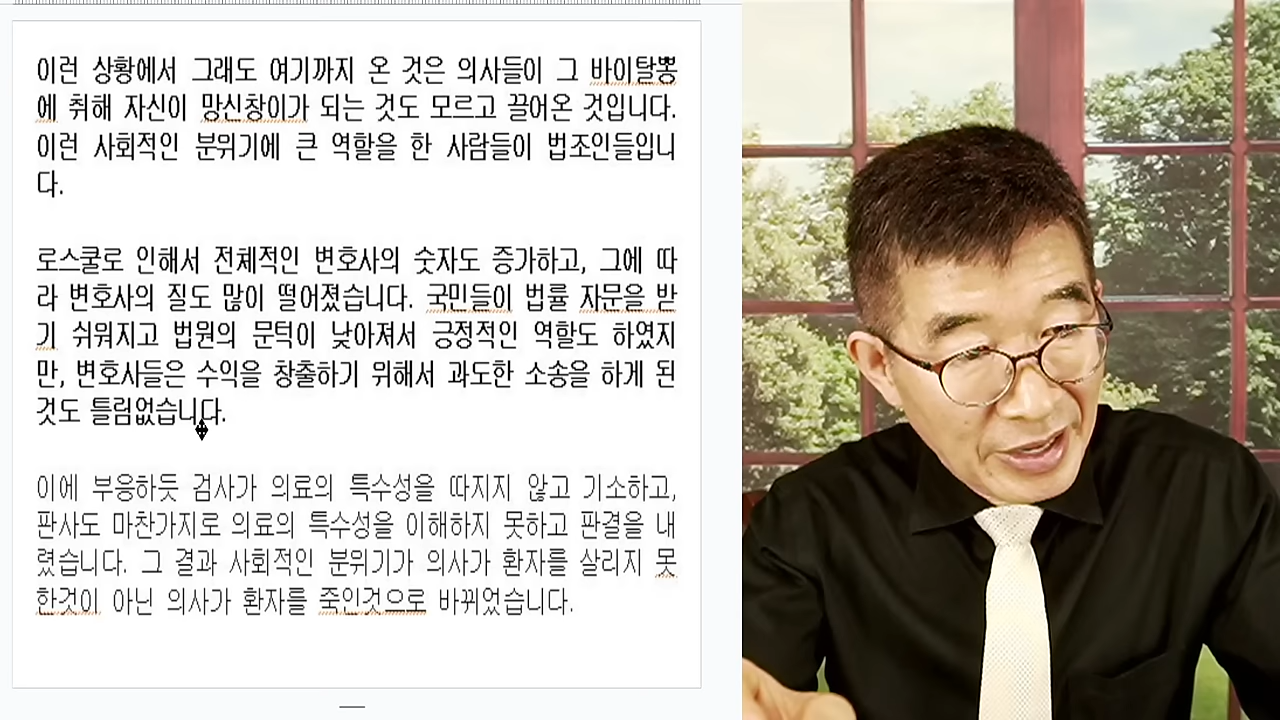 이런 상황에서 그래도 여기까지 온 것은 의사들이 그 바이탈뽕
에 취해 자신이 망신창이가 되는 것도 모르고 끌어온 것입니다.
이런 사회적인 분위기에 큰 역할을 한 사람들이 법조인들입니
다.
로스쿨로 인해서 전체적인 변호사의 숫자도 증가하고, 그에 따
라 변호사의 질도 많이 떨어졌습니다. 국민들이 법률 자문을 받
기 쉬워지고 법원의 문턱이 낮아져서 긍정적인 역할도 하였지
만, 변호사들은 수익을 창출하기 위해서 과도한 소송을 하게 된
것도 틀림없습니다.
이에 부응하듯 검사가 의료의 특수성을 따지지 않고 기소하고,
판사도 마찬가지로 의료의 특수성을 이해하지 못하고 판결을 내
렸습니다. 그 결과 사회적인 분위기가 의사가 환자를 살리지 못
한것이 아닌 의사가 환자를 죽인것으로 바뀌었습니다.